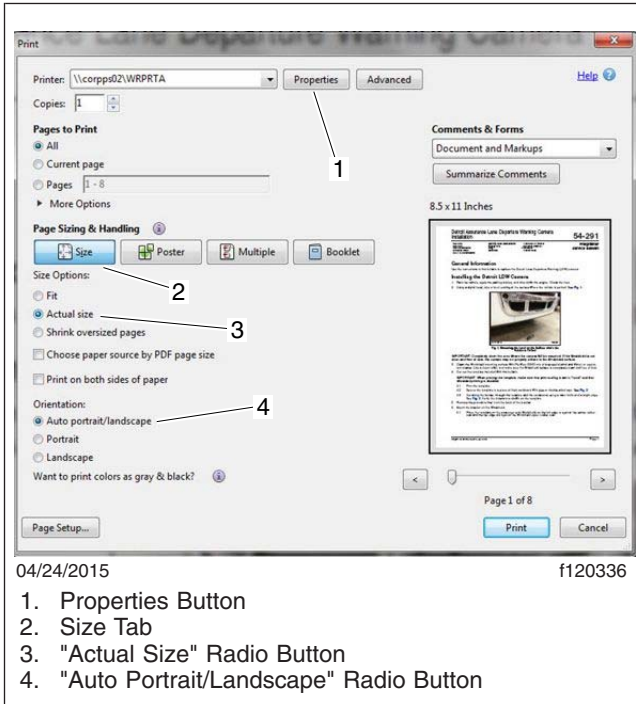 Print
Printer: \\corpps02\WRPRTA Properties Advanced Help
Copies: 1
Pages to Print
All
Current page
Pages 1 - 8
More Options
Comments & Forms
Document and Markups
Summarize Comments
1
Page Sizing & Handling
Size Poster Multiple Booklet
2
Size Options:
Fit
Actual size
3
Shrink oversized pages
Choose paper source by PDF page size
Print on both sides of paper
Orientation:
Auto portrait/landscape
4
Portrait
Landscape
Want to print colors as gray & black?
8.5 x 11 Inches
Detroit Assurance Lane Departure Warning Camera
Installation
54-291
General Information
Installing the Detroit LDW Camera
< >
Page 1 of 8
Page Setup... Print Cancel
04/24/2015 f120336
1. Properties Button
2. Size Tab
3. "Actual Size" Radio Button
4. "Auto Portrait/Landscape" Radio Button